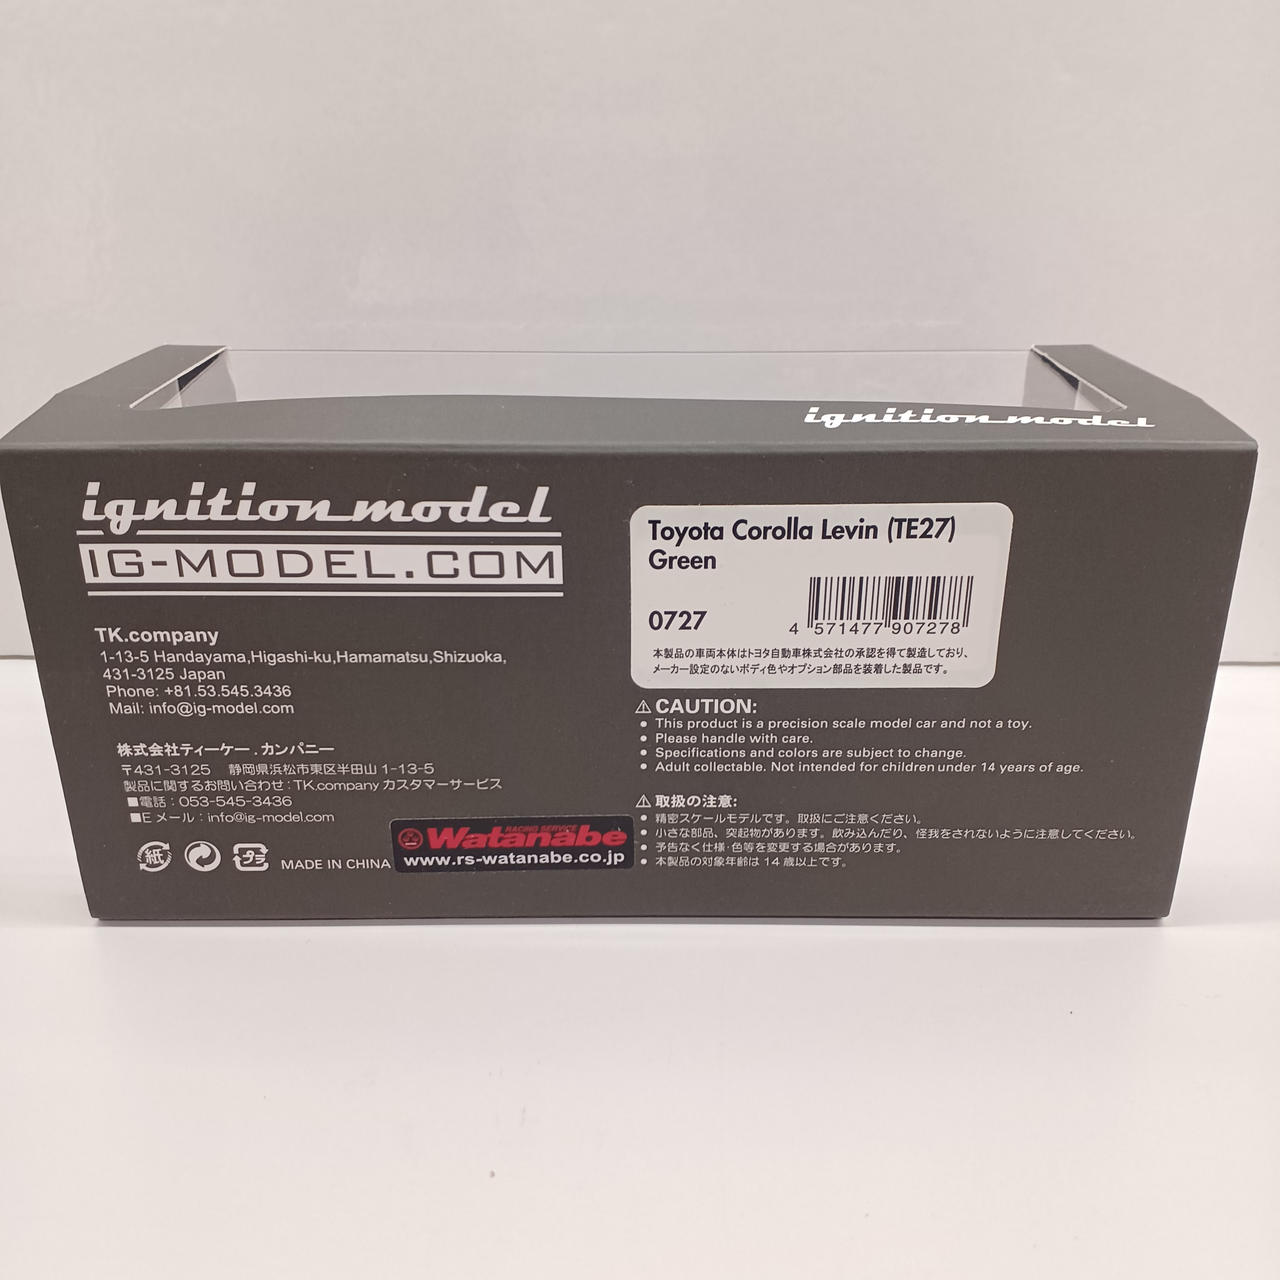 ignition model
ignition model
IG-MODEL.COM
TK.company
1-13-5 Handayama,Higashi-ku,Hamamatsu,Shizuoka,
431-3125 Japan
Phone: +81.53.545.3436
Mail: info@ig-model.com
株式会社ティーケー.カンパニー
〒431-3125 静岡県浜松市東区半田山1-13-5
製品に関するお問い合わせ:TK.company カスタマーサービス
■電話:053-545-3436
■E メール:info@ig-model.com
紙
プラ
MADE IN CHINA
RACING SERVICE
Watanabe
www.rs-watanabe.co.jp
Toyota Corolla Levin (TE27)
Green
0727
4 571477 907278
本製品の車両本体はトヨタ自動車株式会社の承認を得て製造しており、
メーカー設定のないボディ色やオプション部品を装着した製品です。
⚠ CAUTION:
● This product is a precision scale model car and not a toy.
● Please handle with care.
● Specifications and colors are subject to change.
● Adult collectable. Not intended for children under 14 years of age.
⚠ 取扱の注意:
● 精密スケールモデルです。取扱にご注意ください。
● 小さな部品、突起物があります。飲み込んだり、怪我をされないように注意してください。
● 予告なく仕様・色等を変更する場合があります。
● 本製品の対象年齢は14歳以上です。